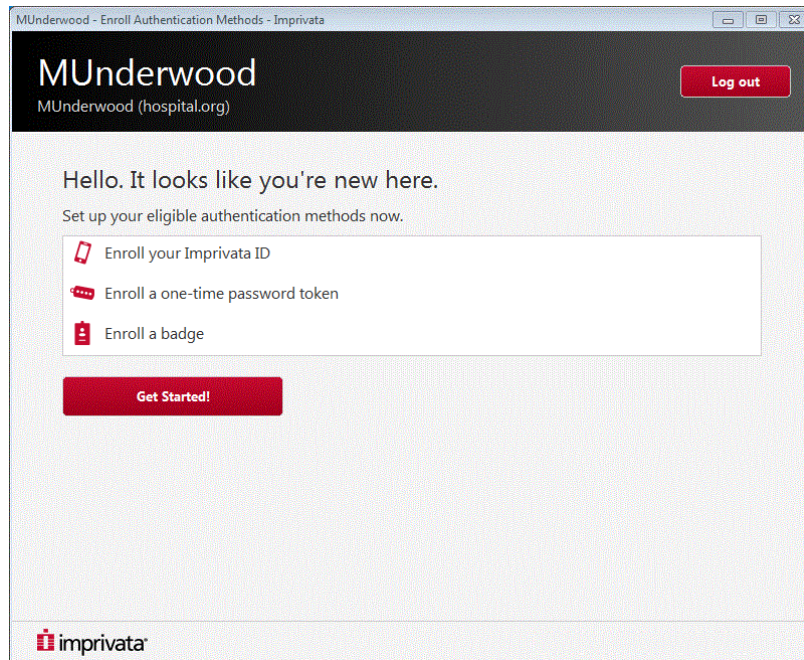 MUnderwood - Enroll Authentication Methods - Imprivata
MUnderwood
MUnderwood (hospital.org)
Log out
Hello. It looks like you're new here.
Set up your eligible authentication methods now.
Enroll your Imprivata ID
Enroll a one-time password token
Enroll a badge
Get Started!
imprivata